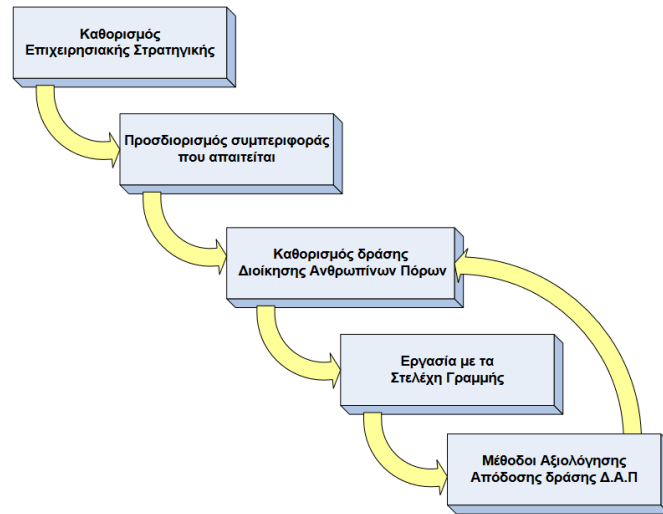 Καθορισμός
Επιχειρησιακής Στρατηγικής
Προσδιορισμός συμπεριφοράς
που απαιτείται
Καθορισμός δράσης
Διοίκησης Ανθρωπίνων Πόρων
Εργασία με τα
Στελέχη Γραμμής
Μέθοδοι Αξιολόγησης
Απόδοσης δράσης Δ.Α.Π